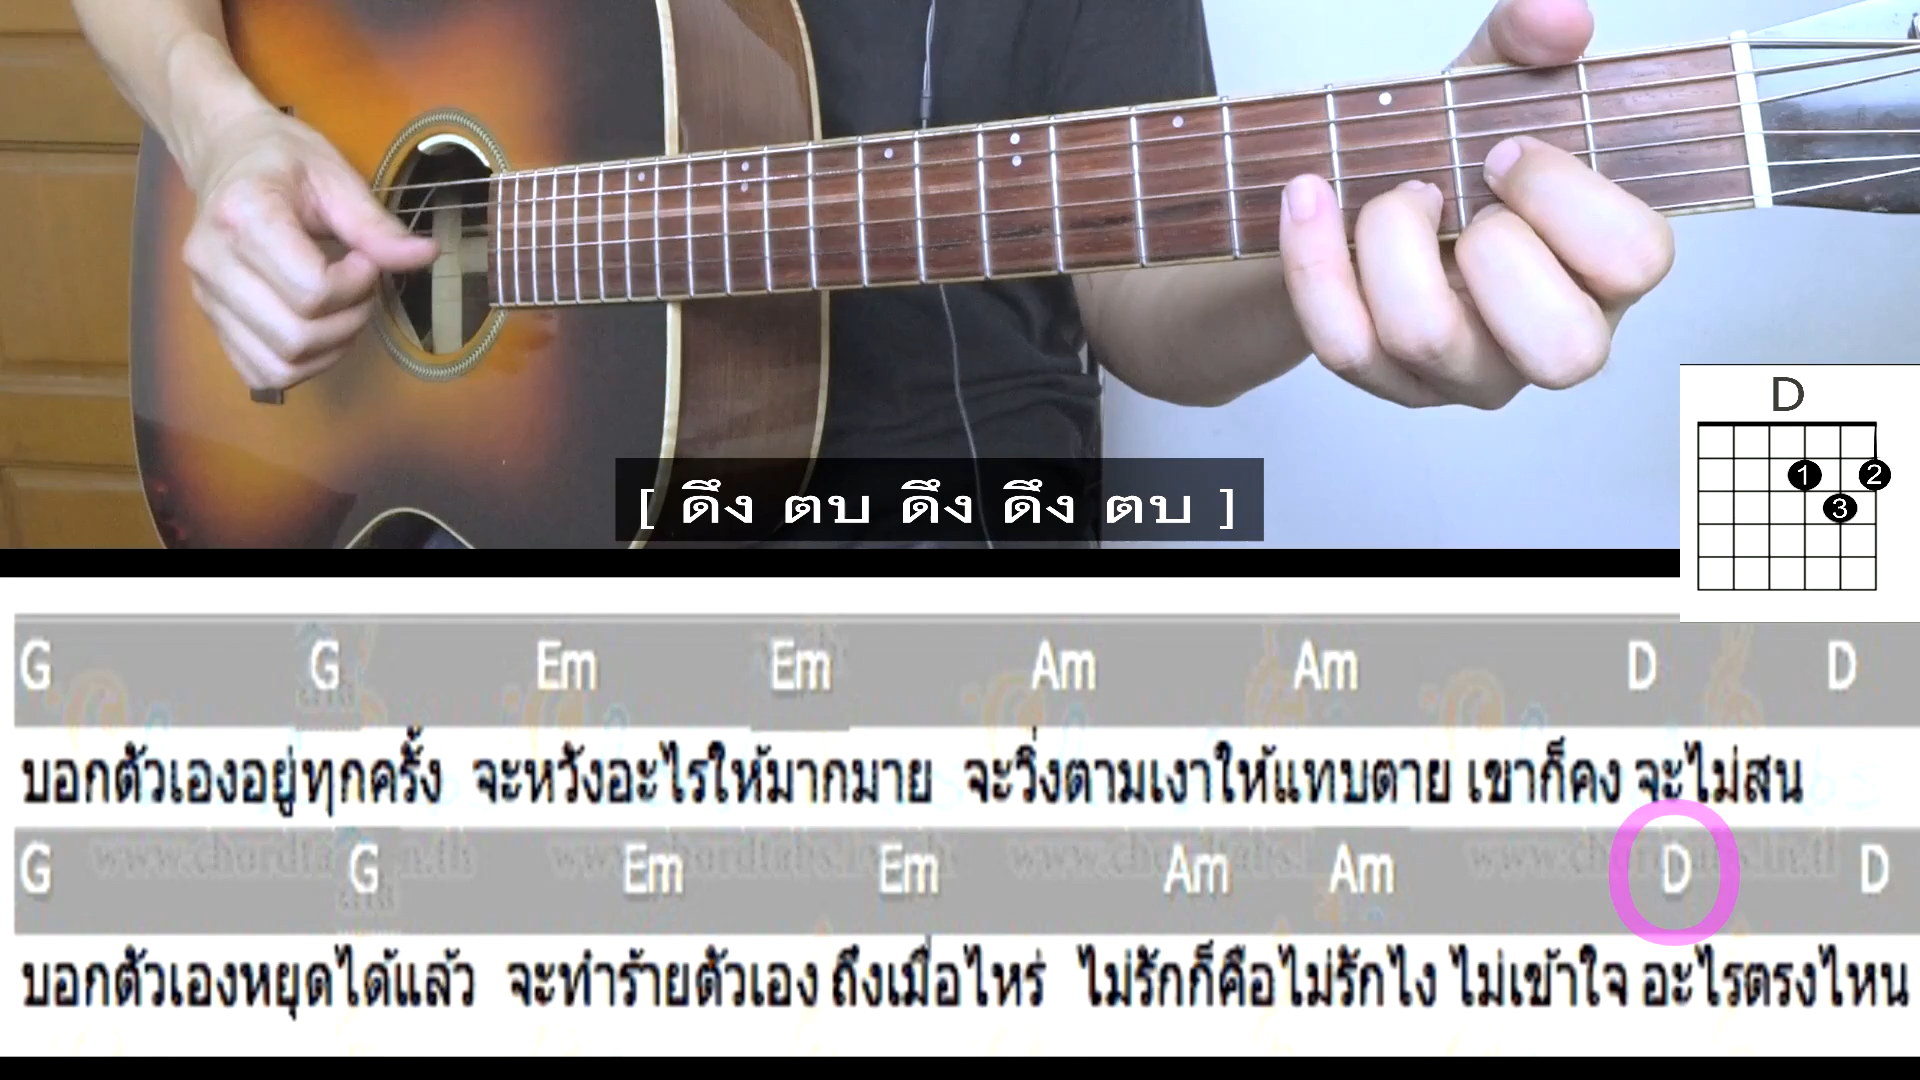 [ ดึง ตบ ดึง ดึง ตบ ]
D
1 2
3
G G Em Em Am Am D D
บอกตัวเองอยู่ทุกครั้ง จะหวังอะไรให้มากมาย จะวิ่งตามเงาให้แทบตาย เขาก็คง จะไม่สน
G G Em Em Am Am D D
บอกตัวเองหยุดได้แล้ว จะทำร้ายตัวเอง ถึงเมื่อไหร่ ไม่รักก็คือไม่รักไง ไม่เข้าใจ อะไรตรงไหน